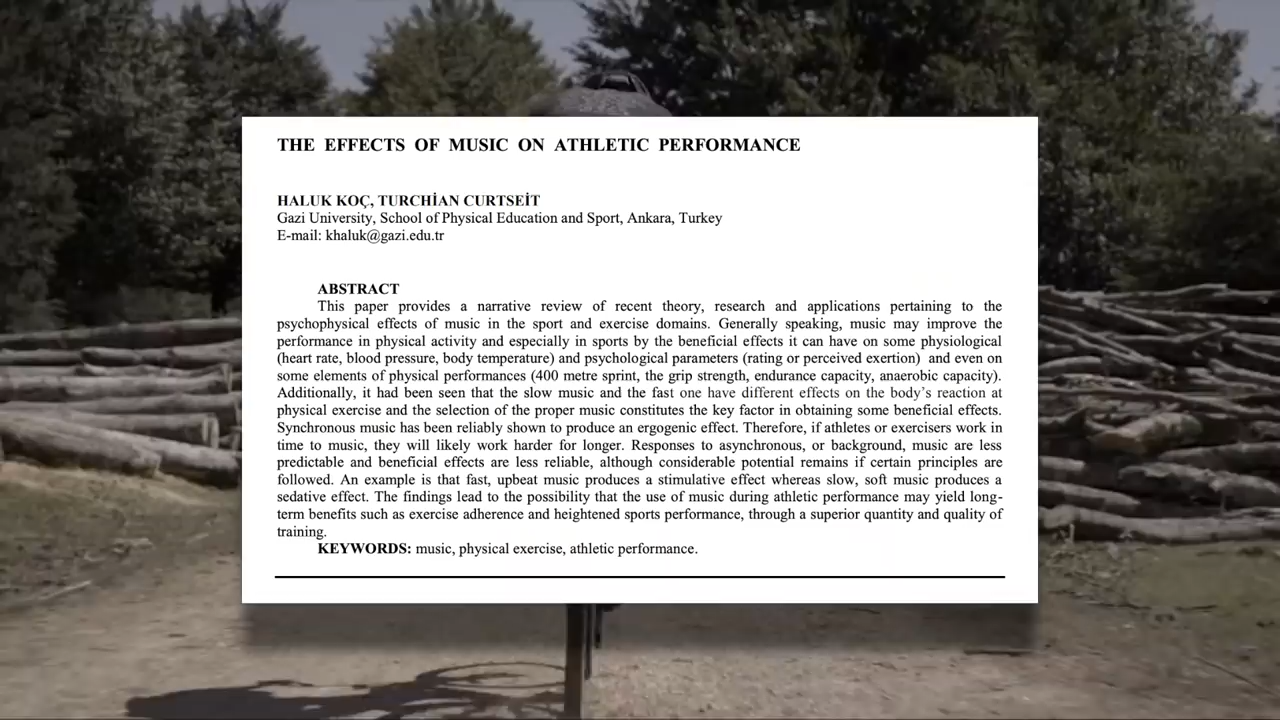 THE EFFECTS OF MUSIC ON ATHLETIC PERFORMANCE
HALUK KOÇ, TURCHİAN CURTSEİT
Gazi University, School of Physical Education and Sport, Ankara, Turkey
E-mail: khaluk@gazi.edu.tr
ABSTRACT
This paper provides a narrative review of recent theory, research and applications pertaining to the
psychophysical effects of music in the sport and exercise domains. Generally speaking, music may improve the
performance in physical activity and especially in sports by the beneficial effects it can have on some physiological
(heart rate, blood pressure, body temperature) and psychological parameters (rating or perceived exertion) and even on
some elements of physical performances (400 metre sprint, the grip strength, endurance capacity, anaerobic capacity).
Additionally, it had been seen that the slow music and the fast one have different effects on the body's reaction at
physical exercise and the selection of the proper music constitutes the key factor in obtaining some beneficial effects.
Synchronous music has been reliably shown to produce an ergogenic effect. Therefore, if athletes or exercisers work in
time to music, they will likely work harder for longer. Responses to asynchronous, or background, music are less
predictable and beneficial effects are less reliable, although considerable potential remains if certain principles are
followed. An example is that fast, upbeat music produces a stimulative effect whereas slow, soft music produces a
sedative effect. The findings lead to the possibility that the use of music during athletic performance may yield long-
term benefits such as exercise adherence and heightened sports performance, through a superior quantity and quality of
training.
KEYWORDS: music, physical exercise, athletic performance.